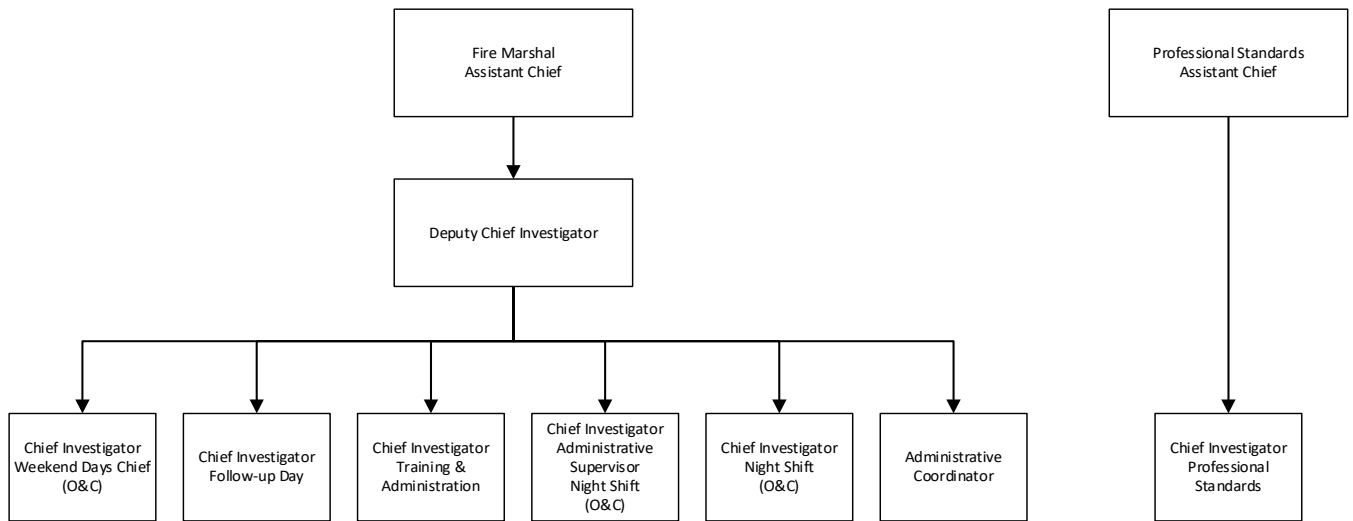 Fire Marshal
Assistant Chief
Professional Standards
Assistant Chief
Deputy Chief Investigator
Chief Investigator
Weekend Days Chief
(O&C)
Chief Investigator
Follow-up Day
Chief Investigator
Training &
Administration
Chief Investigator
Administrative
Supervisor
Night Shift
(O&C)
Chief Investigator
Night Shift
(O&C)
Administrative
Coordinator
Chief Investigator
Professional
Standards